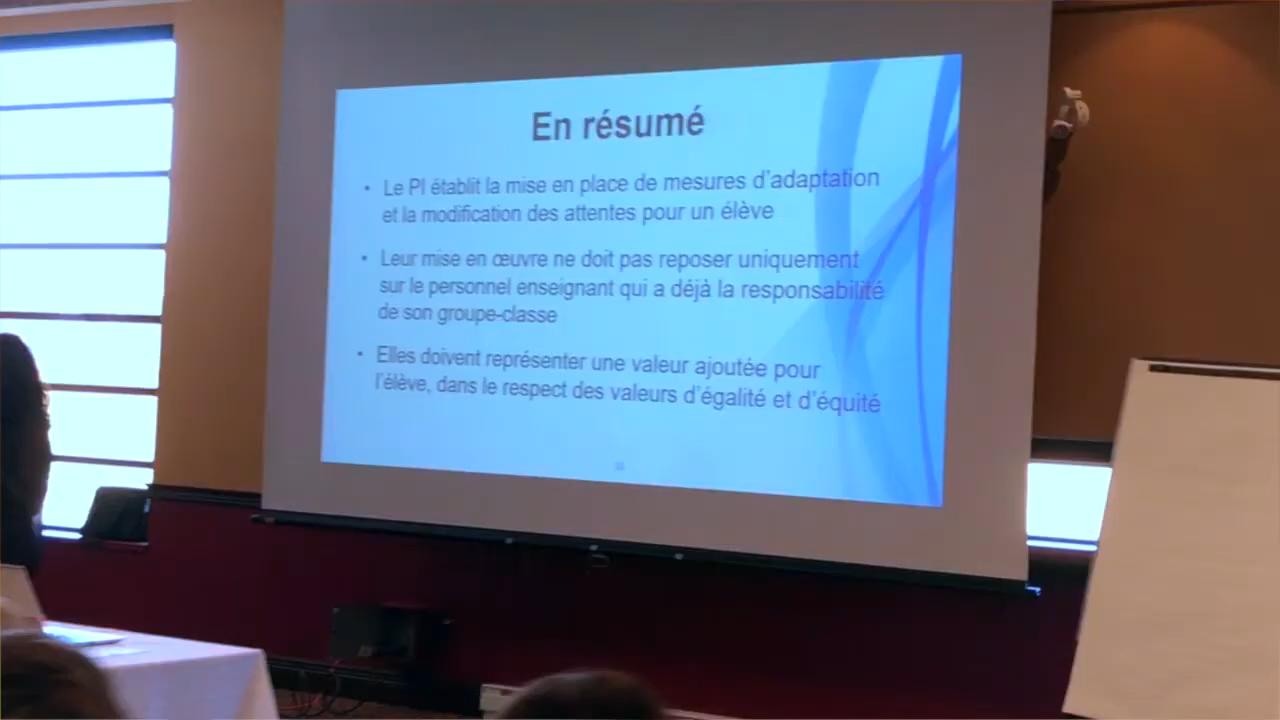 En résumé
• Le PI établit la mise en place de mesures d'adaptation
et la modification des attentes pour un élève
• Leur mise en œuvre ne doit pas reposer uniquement
sur le personnel enseignant qui a déjà la responsabilité
de son groupe-classe
• Elles doivent représenter une valeur ajoutée pour
l'élève, dans le respect des valeurs d'égalité et d'équité